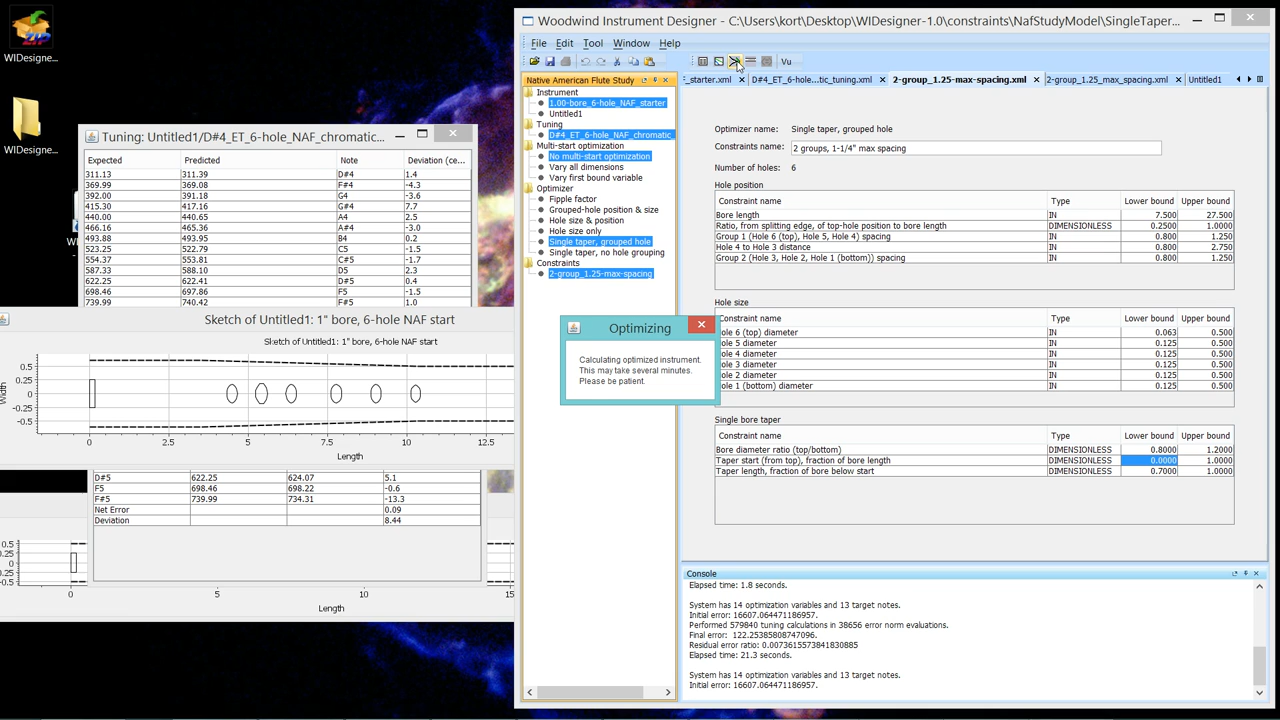 WIDesigne...
WIDesigne...
Tuning: Untitled1/D#4_ET_6-hole_NAF_chromatic...
Expected Predicted Note Deviation (ce...
311.13 311.39 D#4 1.4
369.99 369.08 F#4 -4.3
392.00 391.18 G4 -3.6
415.30 417.16 G#4 7.7
440.00 440.65 A4 2.5
466.16 465.36 A#4 -3.0
493.88 493.95 B4 0.2
523.25 522.79 C5 -1.5
554.37 553.81 C#5 -1.7
587.33 588.10 D5 2.3
622.25 622.41 D#5 0.4
698.46 697.86 F5 -1.5
739.99 740.42 F#5 1.0
Sketch of Untitled1: 1" bore, 6-hole NAF start
Sketch of Untitled1: 1" bore, 6-hole NAF start
Width
0.5
0.25
0
-0.25
-0.5
0 2.5 5 7.5 10 12.5
Length
D#5 622.25 624.07 5.1
F5 698.46 698.22 -0.6
F#5 739.99 734.31 -13.3
Net Error 0.09
Deviation 8.44
0.5
0.25
0
0.25
-0.5
0 5 10 15
Length
Woodwind Instrument Designer - C:\Users\kort\Desktop\WIDesigner-1.0\constraints\NafStudyModel\SingleTaper...
File Edit Tool Window Help
Vu
Native American Flute Study
Instrument
1.00-bore_6-hole_NAF_starter
Untitled1
Tuning
D#4_ET_6-hole_NAF_chromatic_
Multi-start optimization
No multi-start optimization
Vary all dimensions
Vary first bound variable
Optimizer
Fipple factor
Grouped-hole position & size
Hole size & position
Hole size only
Single taper, grouped hole
Single taper, no hole grouping
Constraints
2-group_1.25-max-spacing
:_starter.xml D#4_ET_6-hole...tic_tuning.xml 2-group_1.25-max-spacing.xml 2-group_1.25_max_spacing.xml Untitled1
Optimizer name: Single taper, grouped hole
Constraints name: 2 groups, 1-1/4" max spacing
Number of holes: 6
Hole position
Constraint name Type Lower bound Upper bound
Bore length IN 7.500 27.500
Ratio, from splitting edge, of top-hole position to bore length DIMENSIONLESS 0.2500 1.0000
Group 1 (Hole 6 (top), Hole 5, Hole 4) spacing IN 0.800 1.250
Hole 4 to Hole 3 distance IN 0.800 2.750
Group 2 (Hole 3, Hole 2, Hole 1 (bottom)) spacing IN 0.800 1.250
Hole size
Constraint name Type Lower bound Upper bound
ole 6 (top) diameter IN 0.063 0.500
ole 5 diameter IN 0.125 0.500
ole 4 diameter IN 0.125 0.500
ole 3 diameter IN 0.125 0.500
ole 2 diameter IN 0.125 0.500
ole 1 (bottom) diameter IN 0.125 0.500
Single bore taper
Constraint name Type Lower bound Upper bound
Bore diameter ratio (top/bottom) DIMENSIONLESS 0.8000 1.2000
Taper start (from top), fraction of bore length DIMENSIONLESS 0.0000 1.0000
Taper length, fraction of bore below start DIMENSIONLESS 0.7000 1.0000
Optimizing
Calculating optimized instrument.
This may take several minutes.
Please be patient.
Console
Elapsed time: 1.8 seconds.
System has 14 optimization variables and 13 target notes.
Initial error: 16607.064471186957.
Performed 579840 tuning calculations in 38656 error norm evaluations.
Final error: 122.25385808747096.
Residual error ratio: 0.0073615573841830885
Elapsed time: 21.3 seconds.
System has 14 optimization variables and 13 target notes.
Initial error: 16607.064471186957.